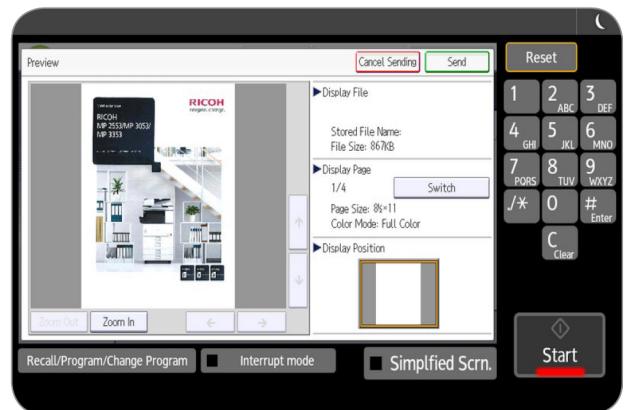 Preview
Cancel Sending
Send
RICOH
imagine. change.
RICOH
MP 2553/MP 3053/
MP 3353
Display File
Stored File Name:
File Size: 867KB
Display Page
1/4
Switch
Page Size: 8½×11
Color Mode: Full Color
Display Position
Zoom Out
Zoom In
Reset
1
2 ABC
3 DEF
4 GHI
5 JKL
6 MNO
7 PQRS
8 TUV
9 WXYZ
./*
0
# Enter
C Clear
Recall/Program/Change Program
Interrupt mode
Simplfied Scrn.
Start